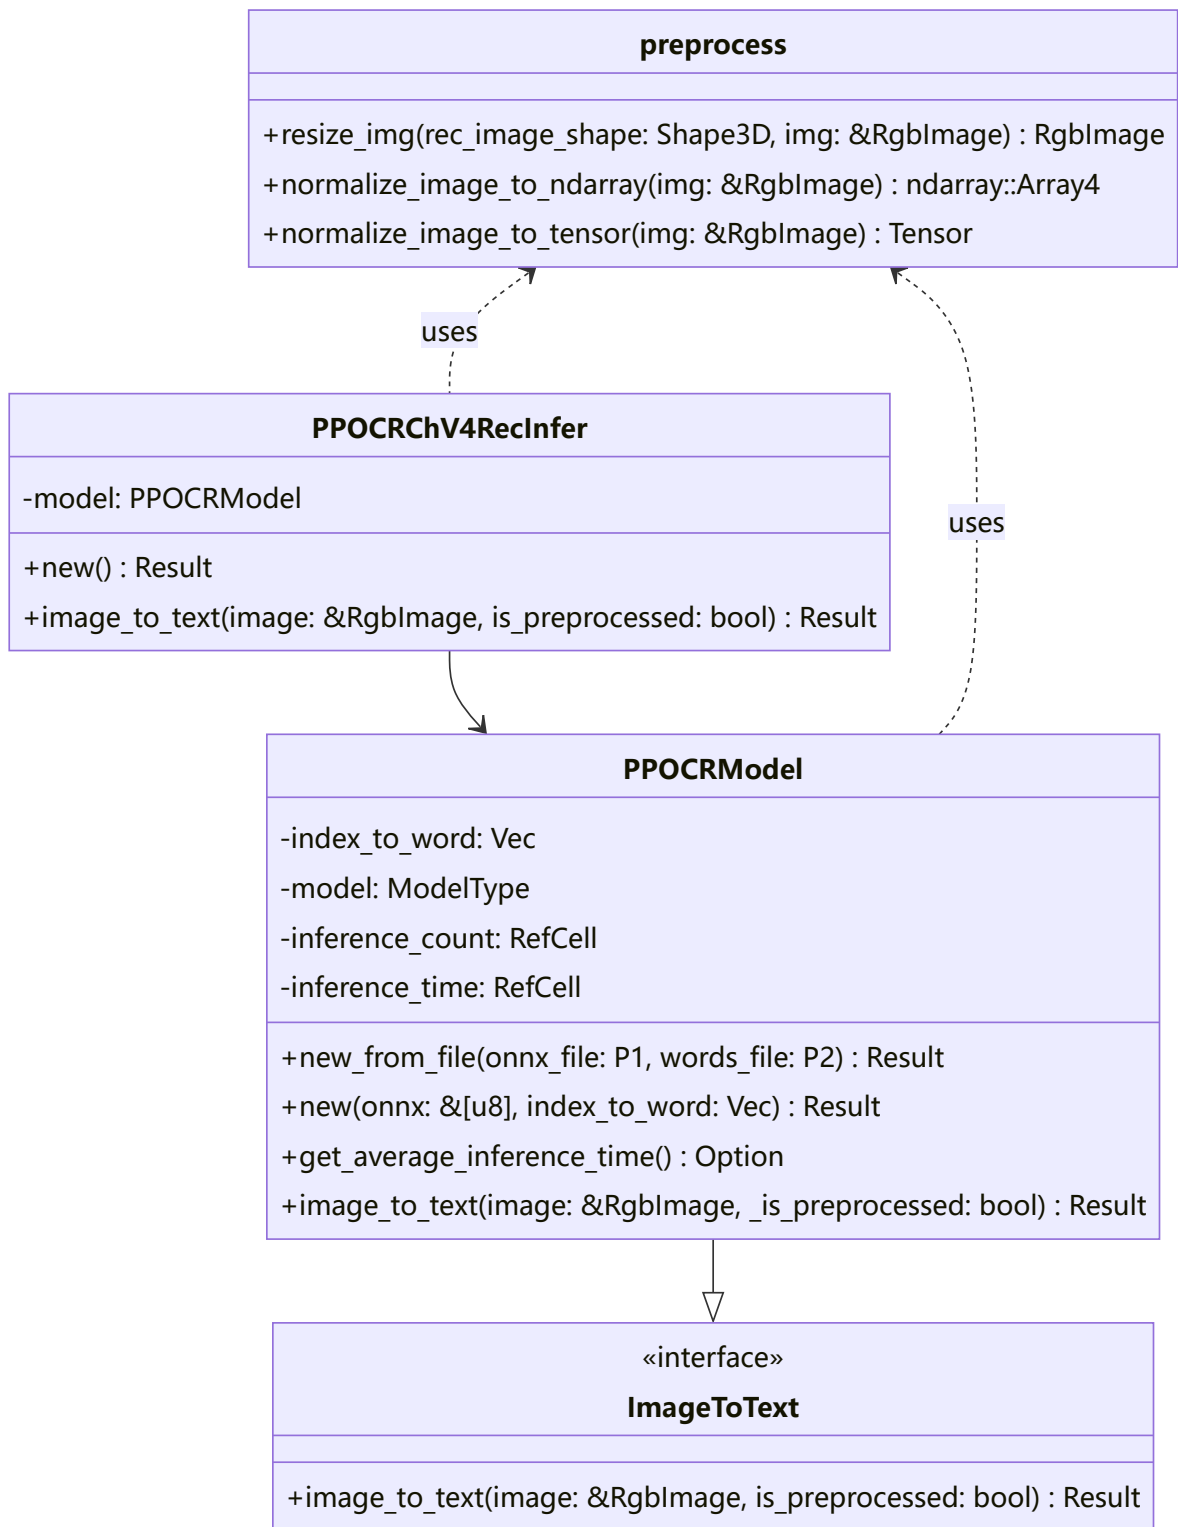 preprocess
+resize_img(rec_image_shape: Shape3D, img: &RgbImage) : RgbImage
+normalize_image_to_ndarray(img: &RgbImage) : ndarray::Array4
+normalize_image_to_tensor(img: &RgbImage) : Tensor
uses
PPOCRChV4RecInfer
-model: PPOCRModel
+new() : Result
+image_to_text(image: &RgbImage, is_preprocessed: bool) : Result
uses
PPOCRModel
-index_to_word: Vec
-model: ModelType
-inference_count: RefCell
-inference_time: RefCell
+new_from_file(onnx_file: P1, words_file: P2) : Result
+new(onnx: &[u8], index_to_word: Vec) : Result
+get_average_inference_time() : Option
+image_to_text(image: &RgbImage, _is_preprocessed: bool) : Result
«interface»
ImageToText
+image_to_text(image: &RgbImage, is_preprocessed: bool) : Result